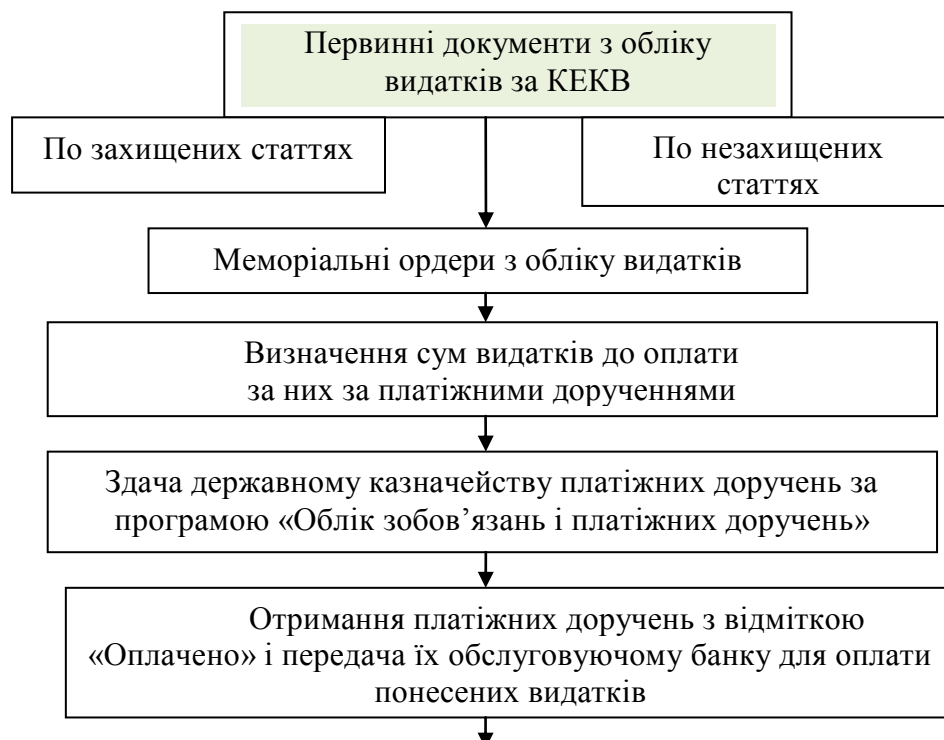 Первинні документи з обліку
видатків за КЕКВ
По захищених статтях
По незахищених
статтях
Меморіальні ордери з обліку видатків
Визначення сум видатків до оплати
за них за платіжними дорученнями
Здача державному казначейству платіжних доручень за
програмою «Облік зобов’язань і платіжних доручень»
Отримання платіжних доручень з відміткою
«Оплачено» і передача їх обслуговуючому банку для оплати
понесених видатків